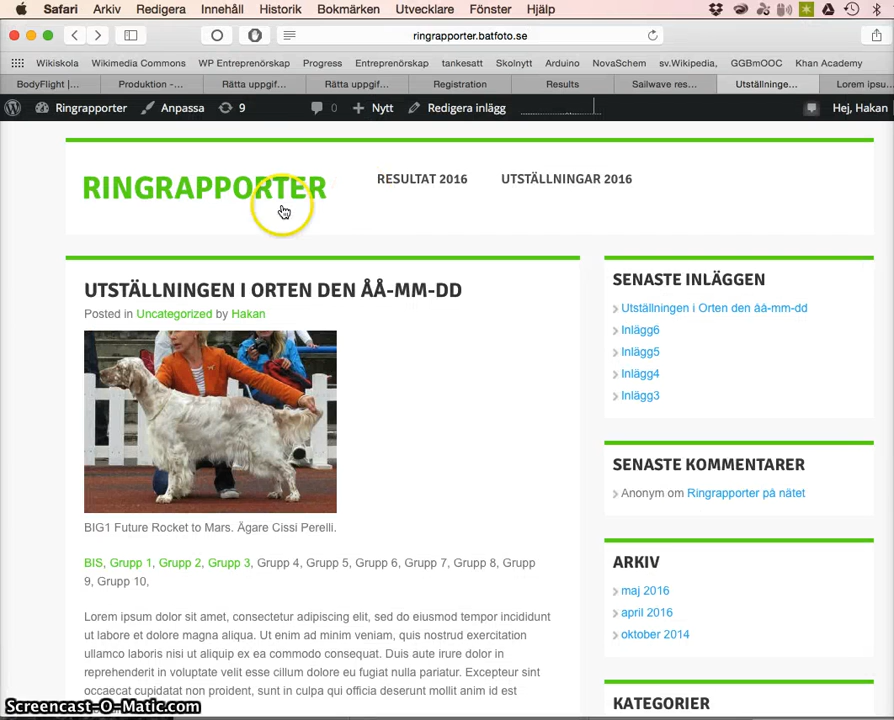 Safari Arkiv Redigera Innehåll Historik Bokmärken Utvecklare Fönster Hjälp
ringrapporter.batfoto.se
Wikiskola Wikimedia Commons WP Entreprenörskap Progress Entreprenörskap tankesatt Skolnytt Arduino NovaSchem sv.Wikipedia, GGBmOOC Khan Academy
BodyFlight |... Produktion -... Rätta uppgif... Rätta uppgif... Registration Results Sailwave res... Utställninge... Lorem ipsu...
Ringrapporter Anpassa 9 0 Nytt Redigera inlägg Hej, Hakan
RINGRAPPORTER RESULTAT 2016 UTSTÄLLNINGAR 2016
UTSTÄLLNINGEN I ORTEN DEN ÅÅ-MM-DD
Posted in Uncategorized by Hakan
BIG1 Future Rocket to Mars. Ägare Cissi Perelli.
BIS, Grupp 1, Grupp 2, Grupp 3, Grupp 4, Grupp 5, Grupp 6, Grupp 7, Grupp 8, Grupp
9, Grupp 10,
Lorem ipsum dolor sit amet, consectetur adipiscing elit, sed do eiusmod tempor incididunt
ut labore et dolore magna aliqua. Ut enim ad minim veniam, quis nostrud exercitation
ullamco laboris nisi ut aliquip ex ea commodo consequat. Duis aute irure dolor in
reprehenderit in voluptate velit esse cillum dolore eu fugiat nulla pariatur. Excepteur sint
occaecat cupidatat non proident, sunt in culpa qui officia deserunt mollit anim id est
SENASTE INLÄGGEN
Utställningen i Orten den åå-mm-dd
Inlägg6
Inlägg5
Inlägg4
Inlägg3
SENASTE KOMMENTARER
Anonym om Ringrapporter på nätet
ARKIV
maj 2016
april 2016
oktober 2014
KATEGORIER
Screencast-O-Matic.com